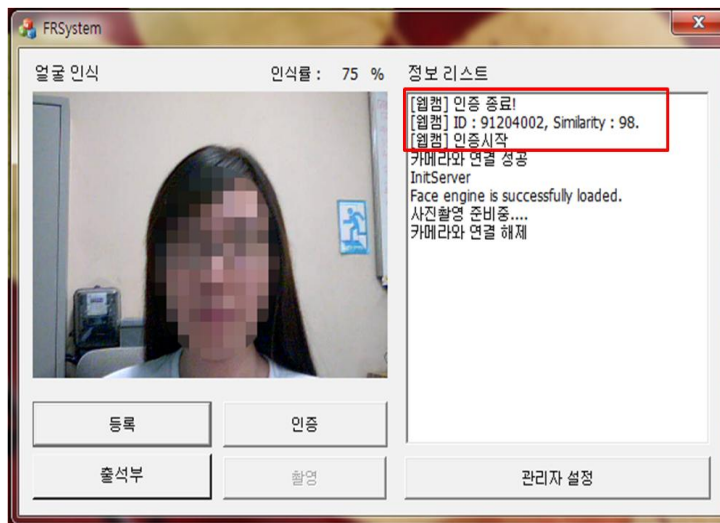 FRSystem
얼굴 인식
인식률 : 75 %
정보 리스트
[웹캠] 인증 종료!
[웹캠] ID : 91204002, Similarity : 98.
[웹캠] 인증시작
카메라와 연결 성공
InitServer
Face engine is successfully loaded.
사진촬영 준비중....
카메라와 연결 해제
등록
인증
출석부
촬영
관리자 설정